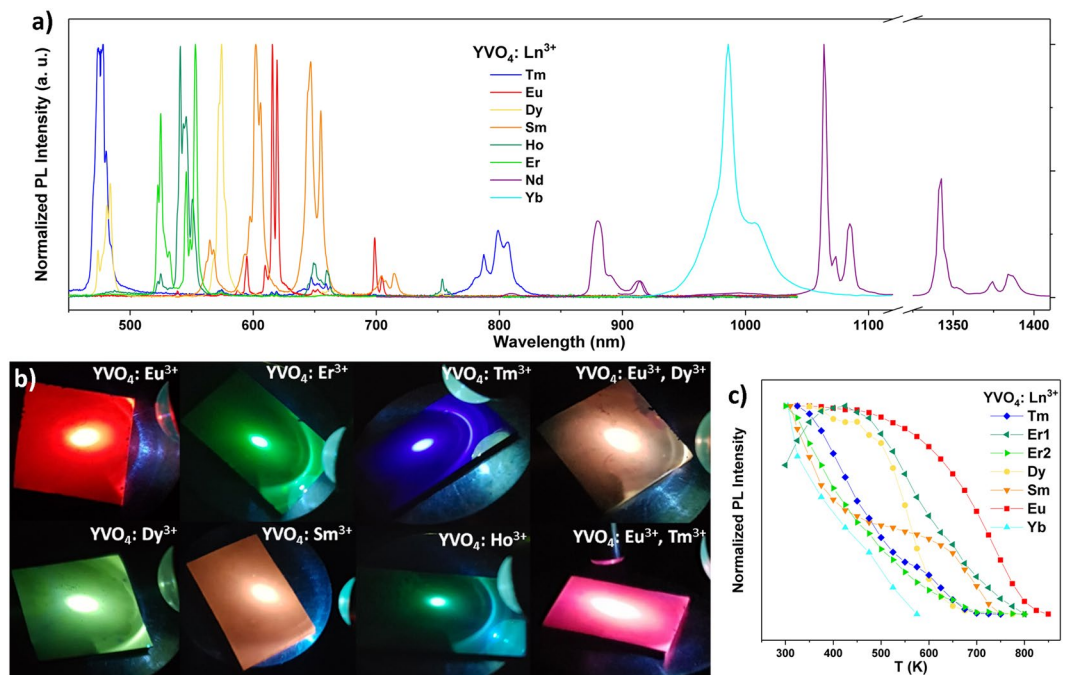 a)
YVO₄: Ln³⁺
Tm
Eu
Dy
Sm
Ho
Er
Nd
Yb
Normalized PL Intensity (a. u.)
500 600 700 800 900 1000 1100 1350 1400
Wavelength (nm)
b)
YVO₄: Eu³⁺
YVO₄: Er³⁺
YVO₄: Tm³⁺
YVO₄: Eu³⁺, Dy³⁺
YVO₄: Dy³⁺
YVO₄: Sm³⁺
YVO₄: Ho³⁺
YVO₄: Eu³⁺, Tm³⁺
c)
YVO₄: Ln³⁺
Tm
Er1
Er2
Dy
Sm
Eu
Yb
Normalized PL Intensity
300 400 500 600 700 800
T (K)